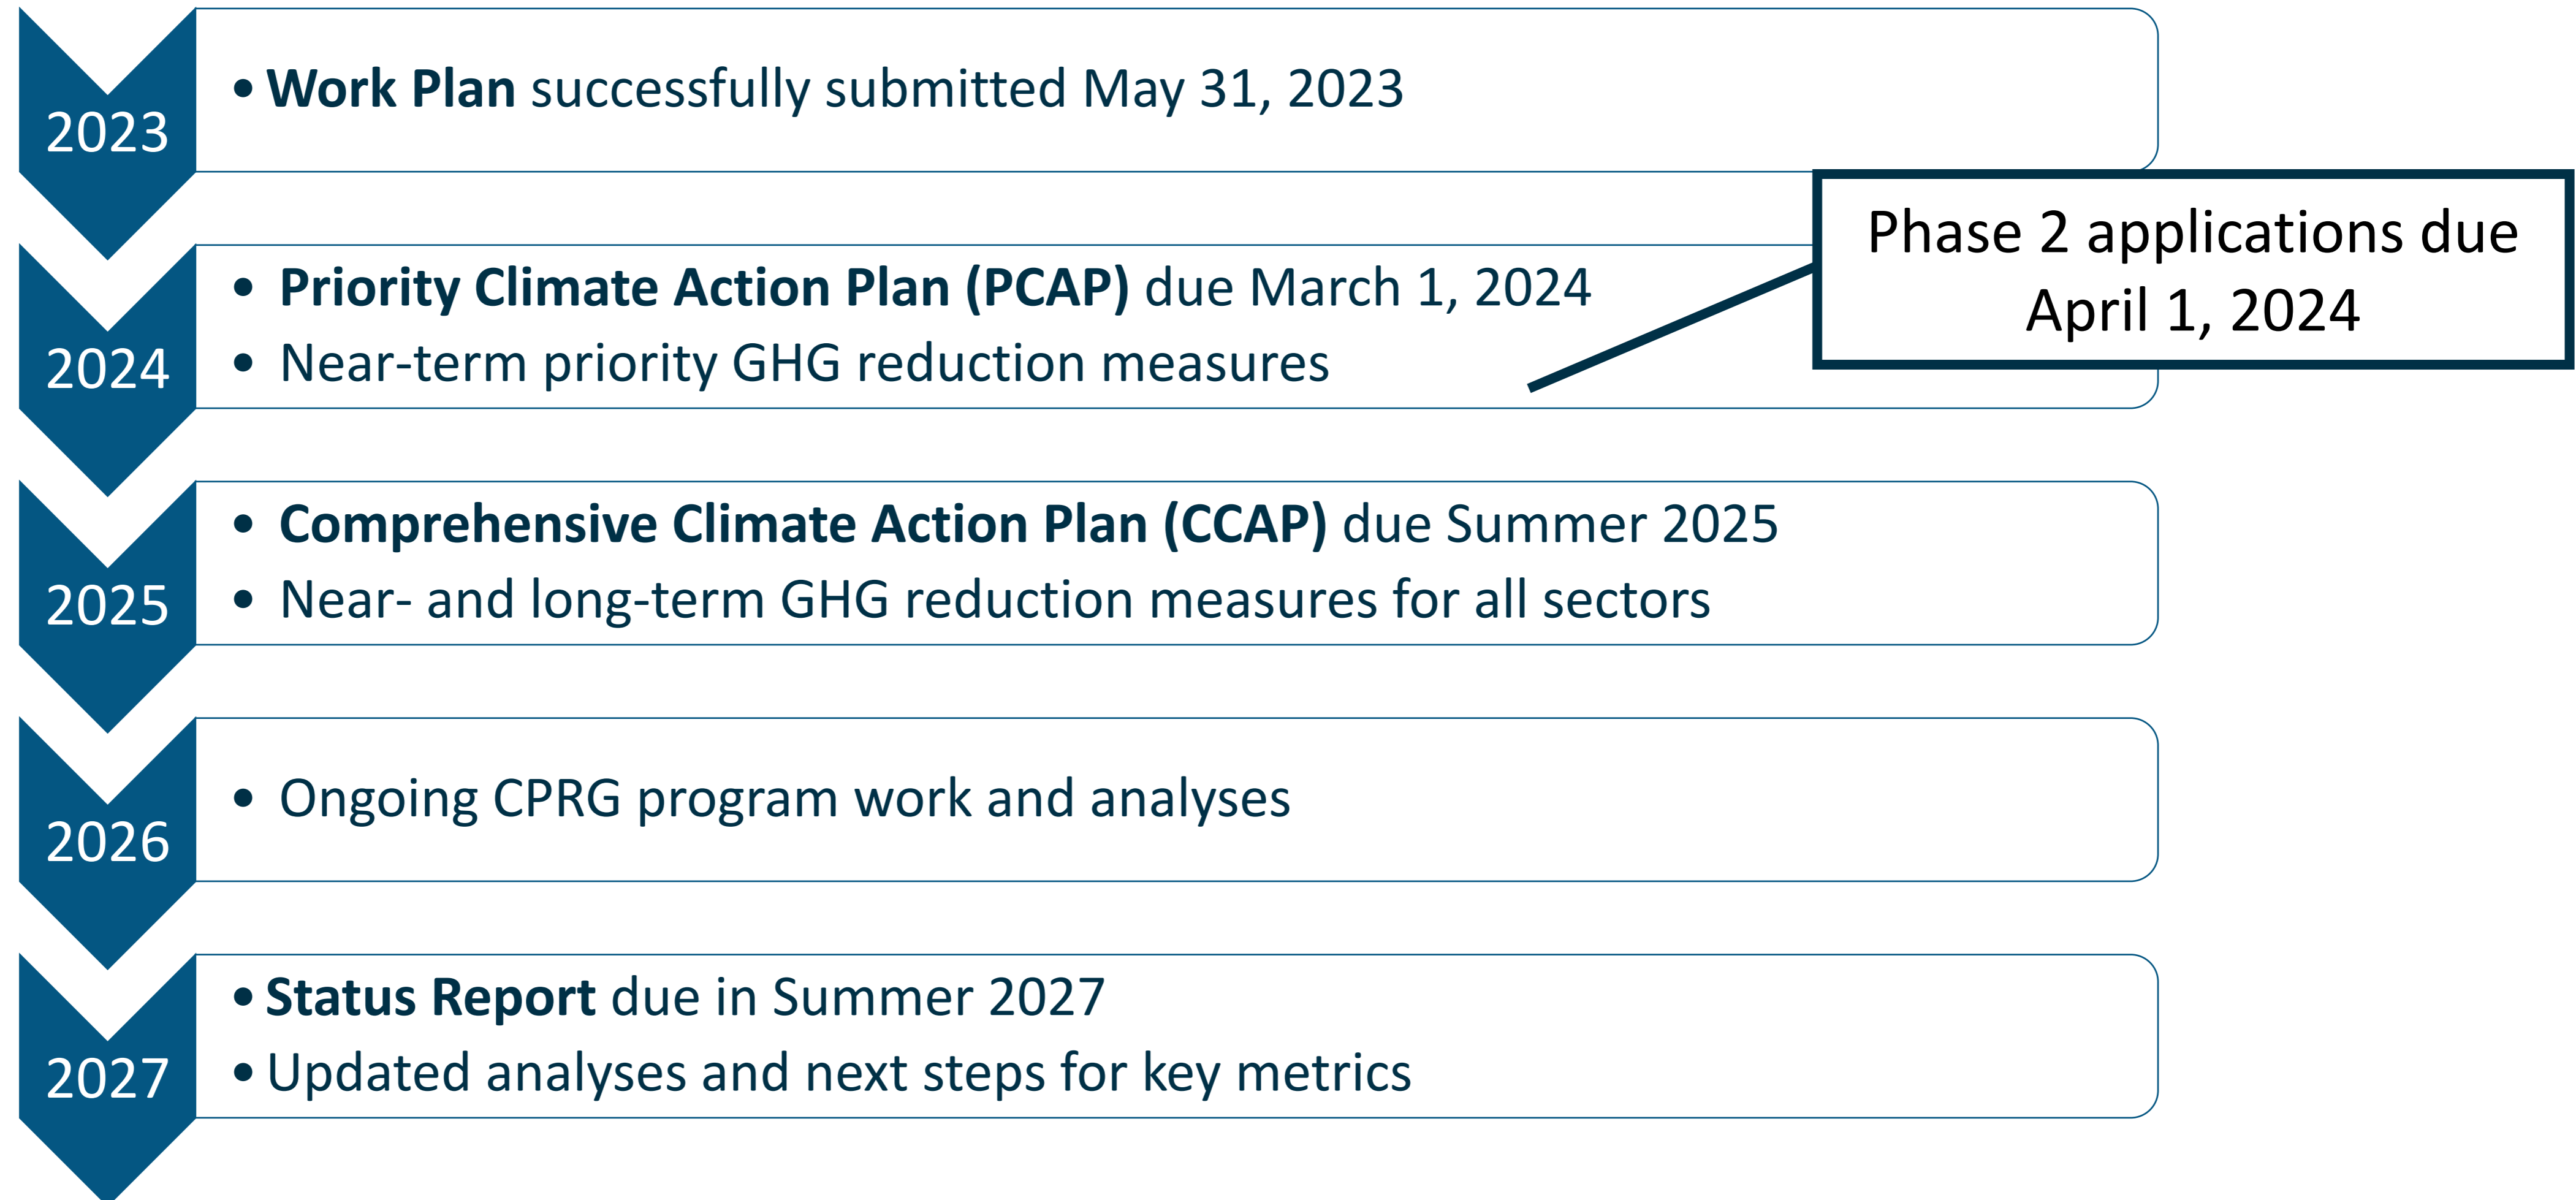 2023
• Work Plan successfully submitted May 31, 2023
2024
• Priority Climate Action Plan (PCAP) due March 1, 2024
• Near-term priority GHG reduction measures
Phase 2 applications due
April 1, 2024
2025
• Comprehensive Climate Action Plan (CCAP) due Summer 2025
• Near- and long-term GHG reduction measures for all sectors
2026
• Ongoing CPRG program work and analyses
2027
• Status Report due in Summer 2027
• Updated analyses and next steps for key metrics